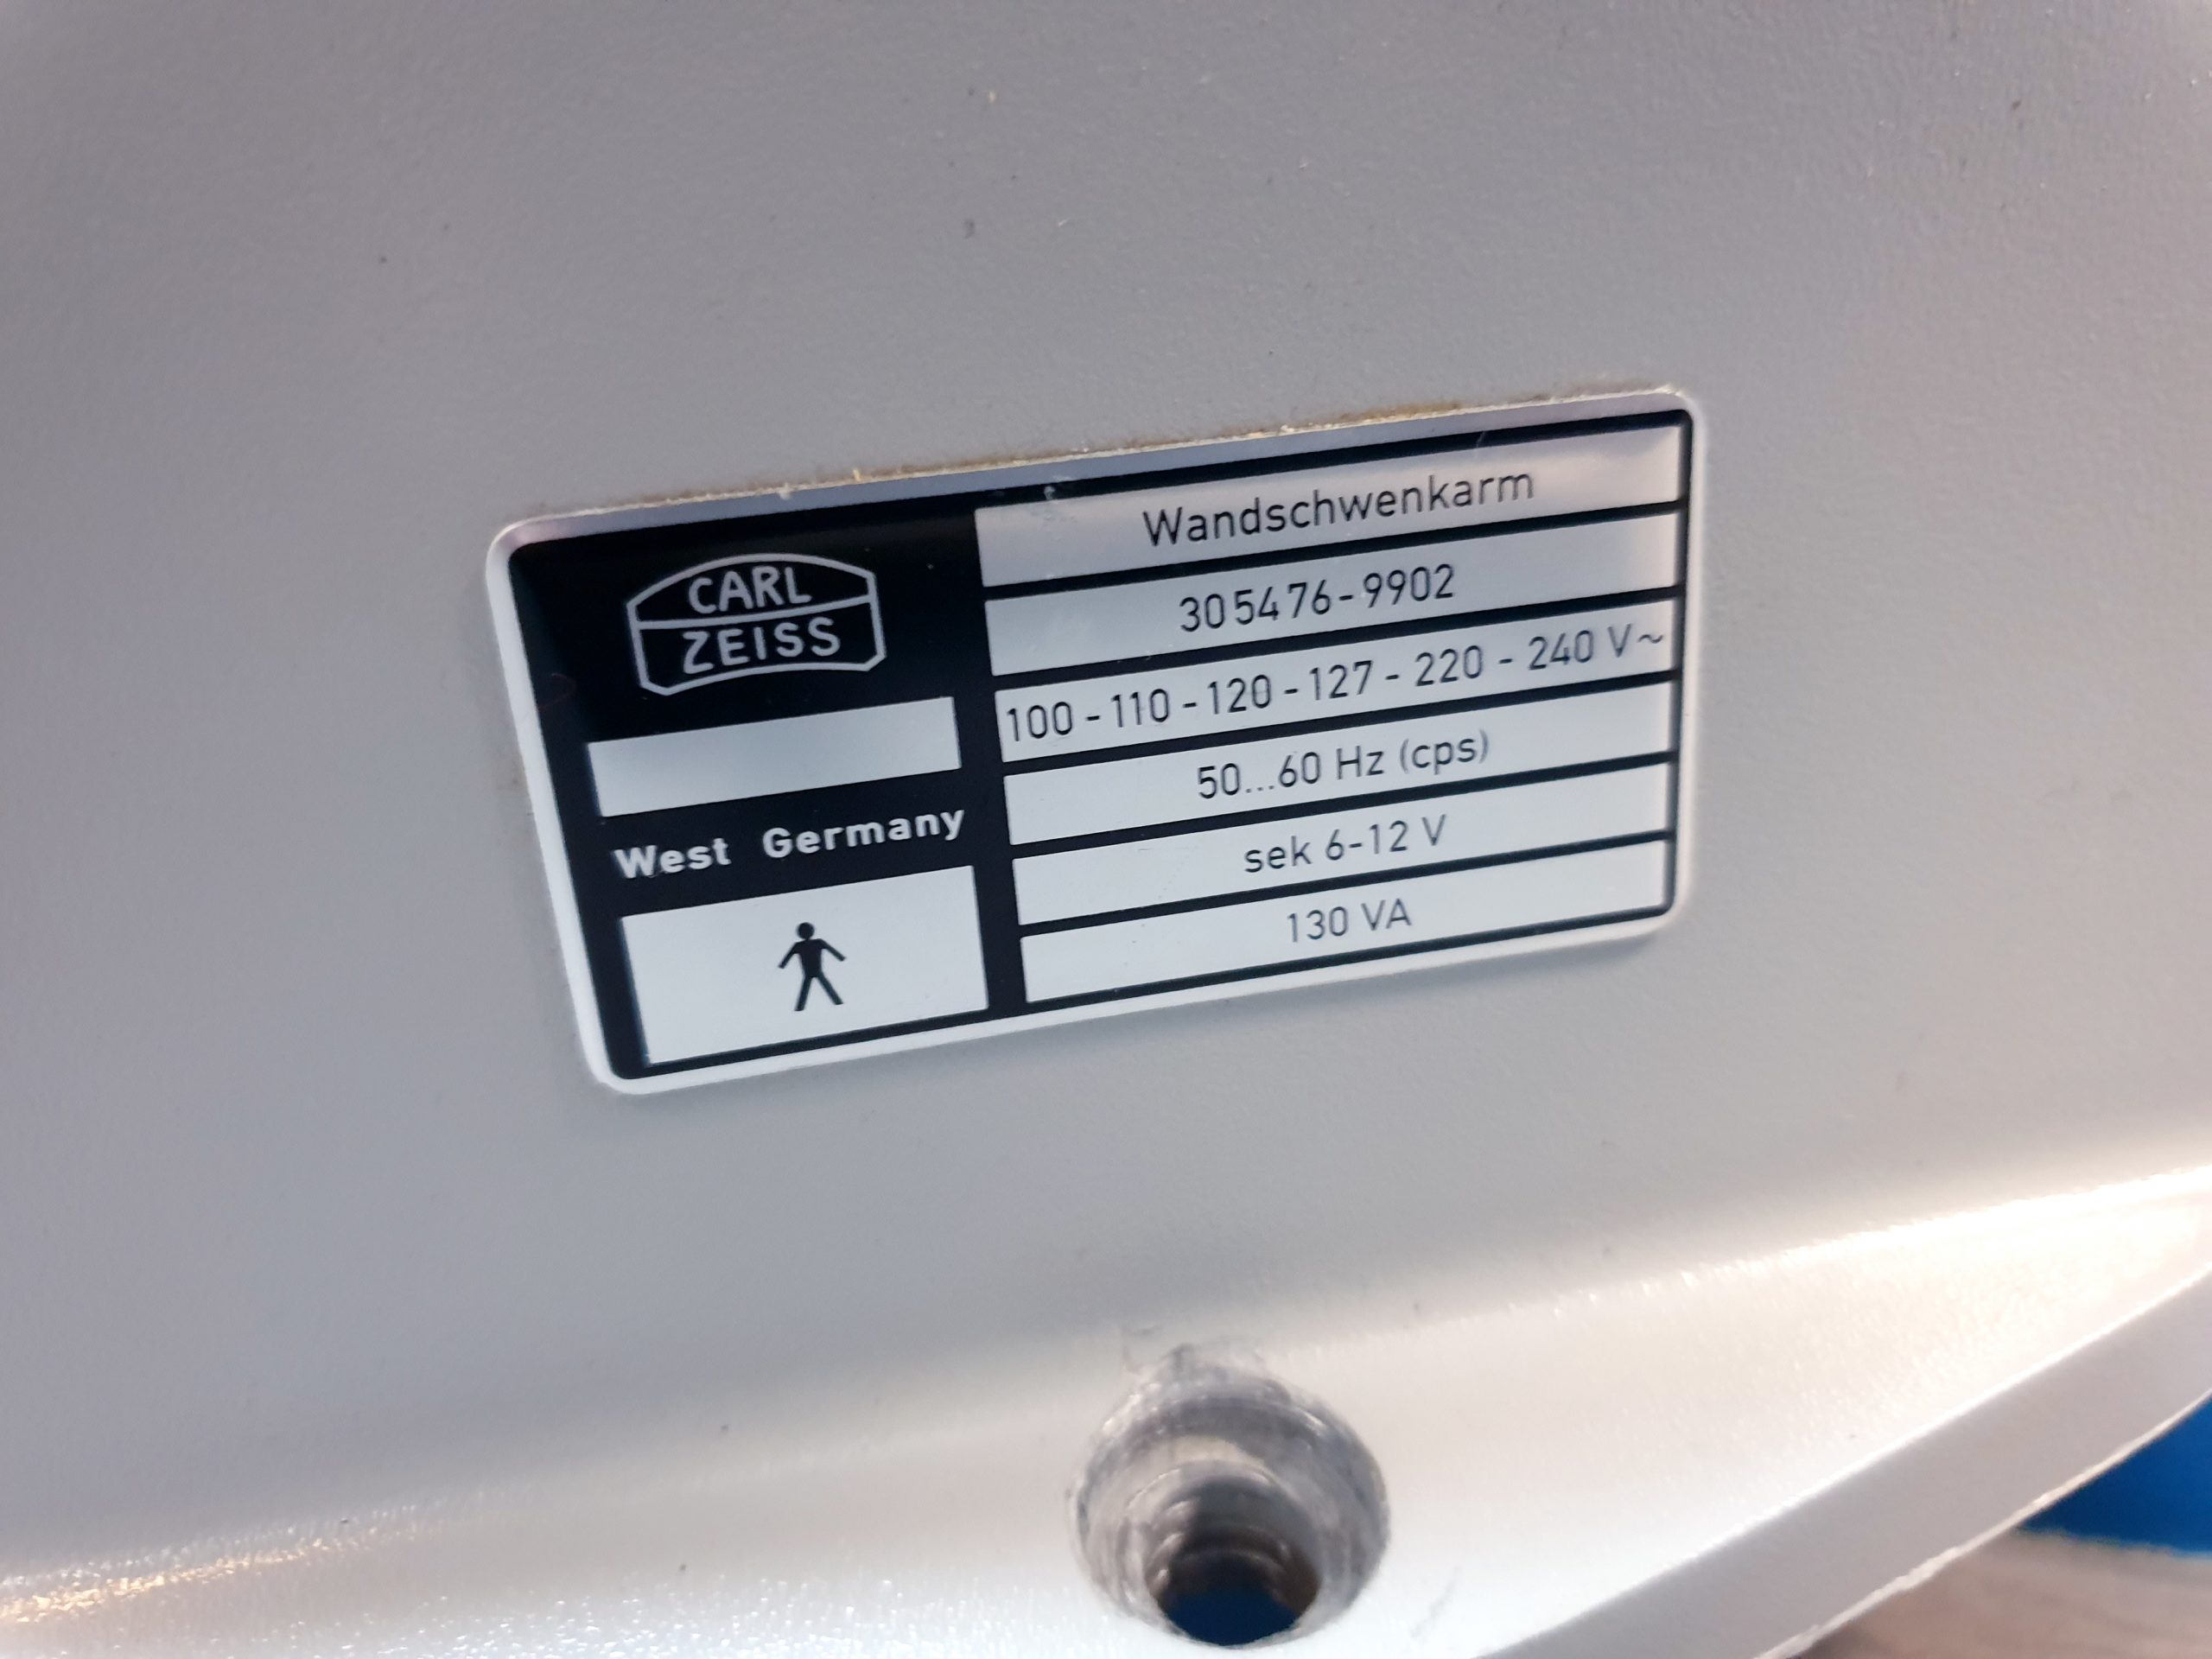 CARL
ZEISS
West Germany
Wandschwenkarm
305476-9902
100 - 110 - 120 - 127 - 220 - 240 V~
50...60 Hz (cps)
sek 6-12 V
130 VA